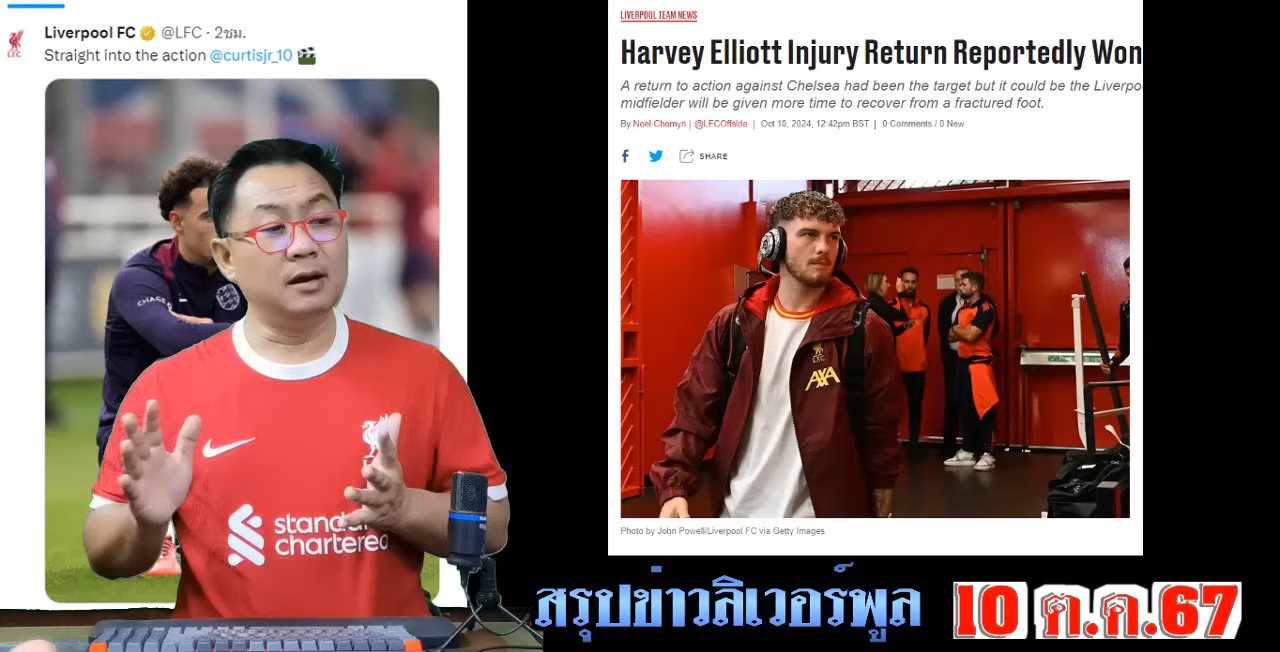 Liverpool FC @LFC · 2ชม.
Straight into the action @curtisjr_10
CHASE
standa
chartered
LIVERPOOL TEAM NEWS
Harvey Elliott Injury Return Reportedly Won
A return to action against Chelsea had been the target but it could be the Liverpo
midfielder will be given more time to recover from a fractured foot.
By Noel Chomyn | @LFCOffside | Oct 10, 2024, 12:42pm BST | 0 Comments / 0 New
SHARE
AXA
Photo by John Powell/Liverpool FC via Getty Images
สรุปข่าวลิเวอร์พูล 10 ต.ค.67